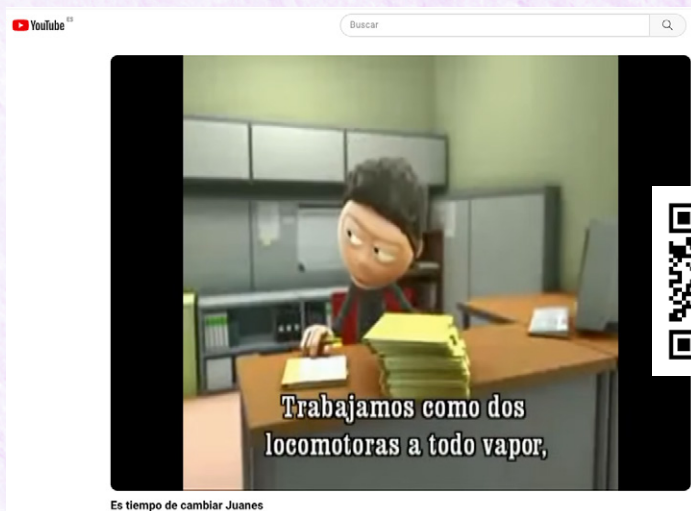 YouTube ES
Buscar
Trabajamos como dos
locomotoras a todo vapor,
Es tiempo de cambiar Juanes